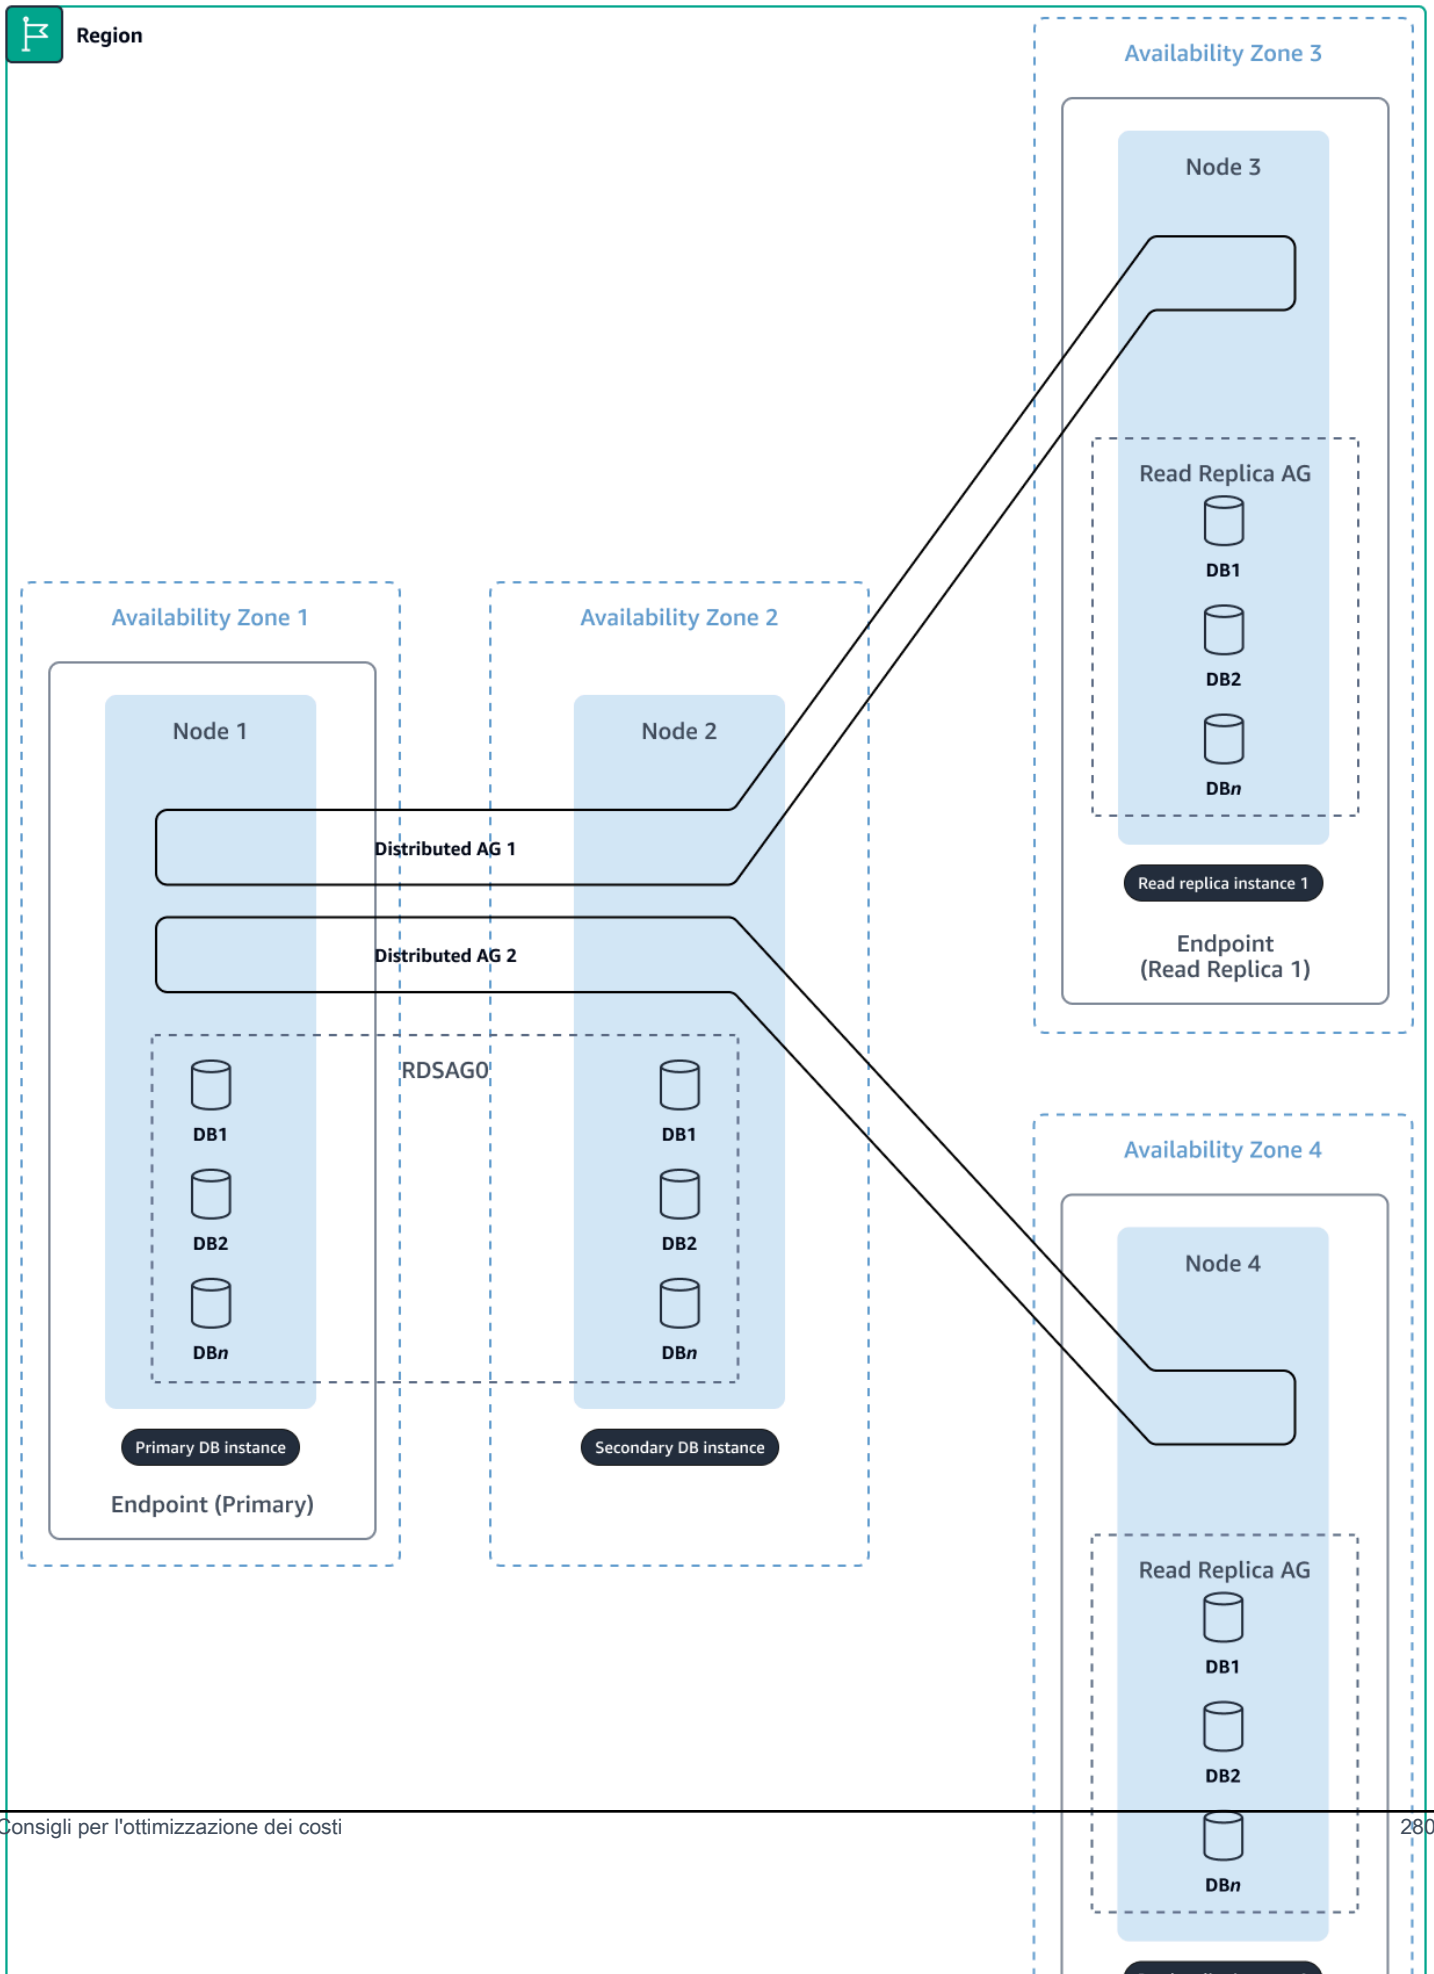 Region
Availability Zone 3
Node 3
Read Replica AG
DB1
DB2
DBn
Read replica instance 1
Endpoint
(Read Replica 1)
Availability Zone 1
Node 1
Availability Zone 2
Node 2
Distributed AG 1
Distributed AG 2
RDSAG0
DB1
DB2
DBn
DB1
DB2
DBn
Primary DB instance
Endpoint (Primary)
Secondary DB instance
Availability Zone 4
Node 4
Read Replica AG
DB1
DB2
DBn
Consigli per l'ottimizzazione dei costi
280